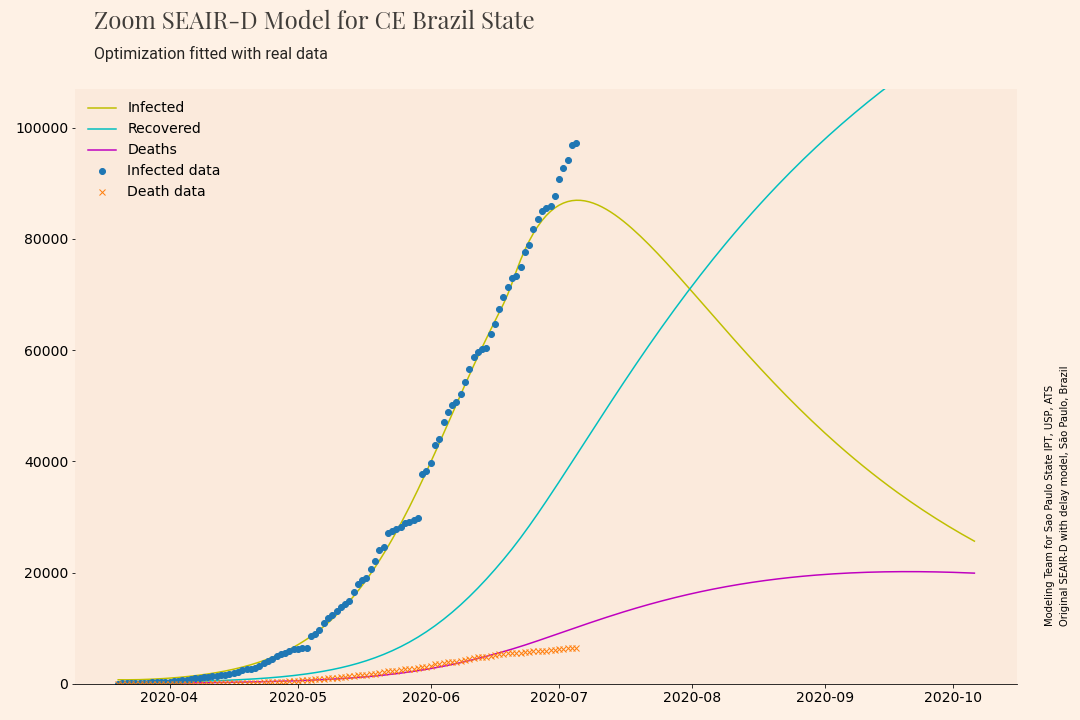 Zoom SEAIR-D Model for CE Brazil State
Optimization fitted with real data
Infected
Recovered
Deaths
Infected data
Death data
100000
80000
60000
40000
20000
0
2020-04
2020-05
2020-06
2020-07
2020-08
2020-09
2020-10
Modeling Team for Sao Paulo State IPT, USP, ATS
Original SEAIR-D with delay model, São Paulo, Brazil